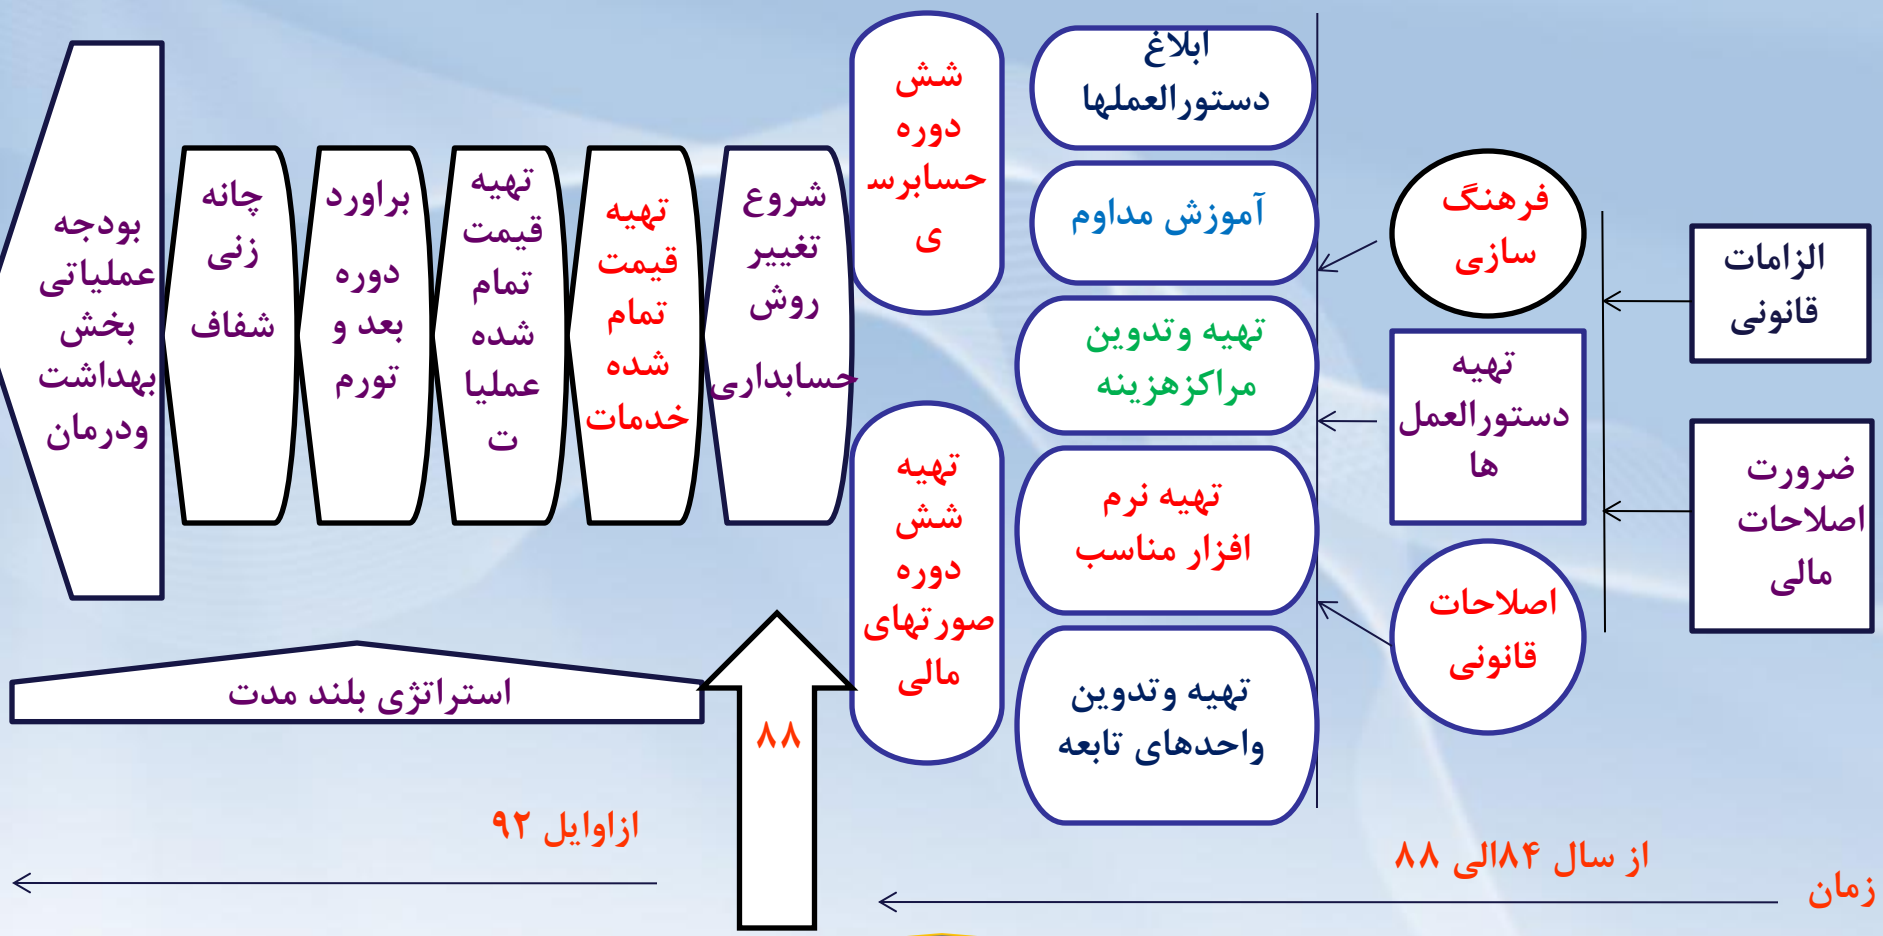 الزامات
قانونی
ضرورت
اصلاحات
مالی
فرهنگ
سازی
تهیه
دستورالعمل
ها
اصلاحات
قانونی
ابلاغ
دستورالعملها
آموزش مداوم
تهیه وتدوین
مراکزهزینه
تهیه نرم
افزار مناسب
تهیه وتدوین
واحدهای تابعه
شش
دوره
حسابرس
ی
تهیه
شش
دوره
صورتهای
مالی
شروع
تغییر
روش
حسابداری
تهیه
قیمت
تمام
شده
خدمات
تهیه
قیمت
تمام
شده
عملیا
ت
براورد
دوره
بعد و
تورم
چانه
زنی
شفاف
بودجه
عملیاتی
بخش
بهداشت
ودرمان
استراتژی بلند مدت
۸۸
ازاوایل ۹۲
از سال ۸۴الی ۸۸
زمان